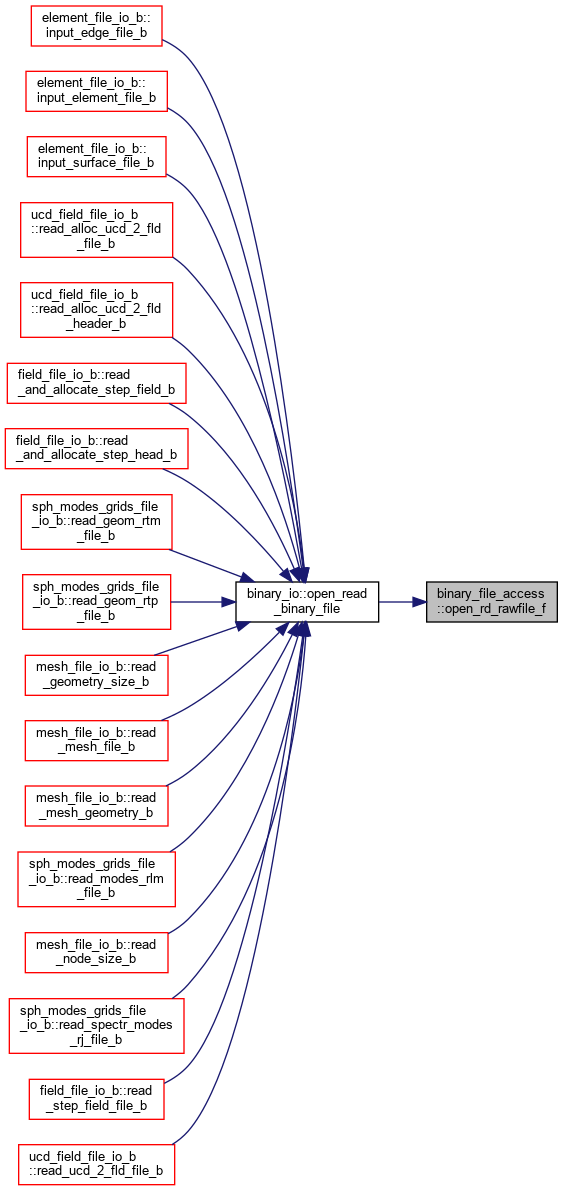 element_file_io_b::
input_edge_file_b
element_file_io_b::
input_element_file_b
element_file_io_b::
input_surface_file_b
ucd_field_file_io_b
::read_alloc_ucd_2_fld
_file_b
ucd_field_file_io_b
::read_alloc_ucd_2_fld
_header_b
field_file_io_b::read
_and_allocate_step_field_b
field_file_io_b::read
_and_allocate_step_head_b
sph_modes_grids_file
_io_b::read_geom_rtm
_file_b
sph_modes_grids_file
_io_b::read_geom_rtp
_file_b
binary_io::open_read
_binary_file
binary_file_access
::open_rd_rawfile_f
mesh_file_io_b::read
_geometry_size_b
mesh_file_io_b::read
_mesh_file_b
mesh_file_io_b::read
_mesh_geometry_b
sph_modes_grids_file
_io_b::read_modes_rlm
_file_b
mesh_file_io_b::read
_node_size_b
sph_modes_grids_file
_io_b::read_spectr_modes
_rj_file_b
field_file_io_b::read
_step_field_file_b
ucd_field_file_io_b
::read_ucd_2_fld_file_b